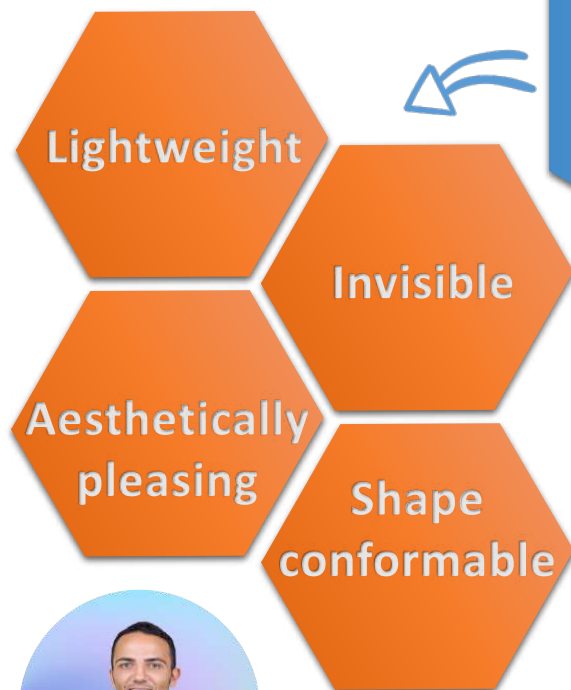 Lightweight
Invisible
Aesthetically
pleasing
Shape
conformable